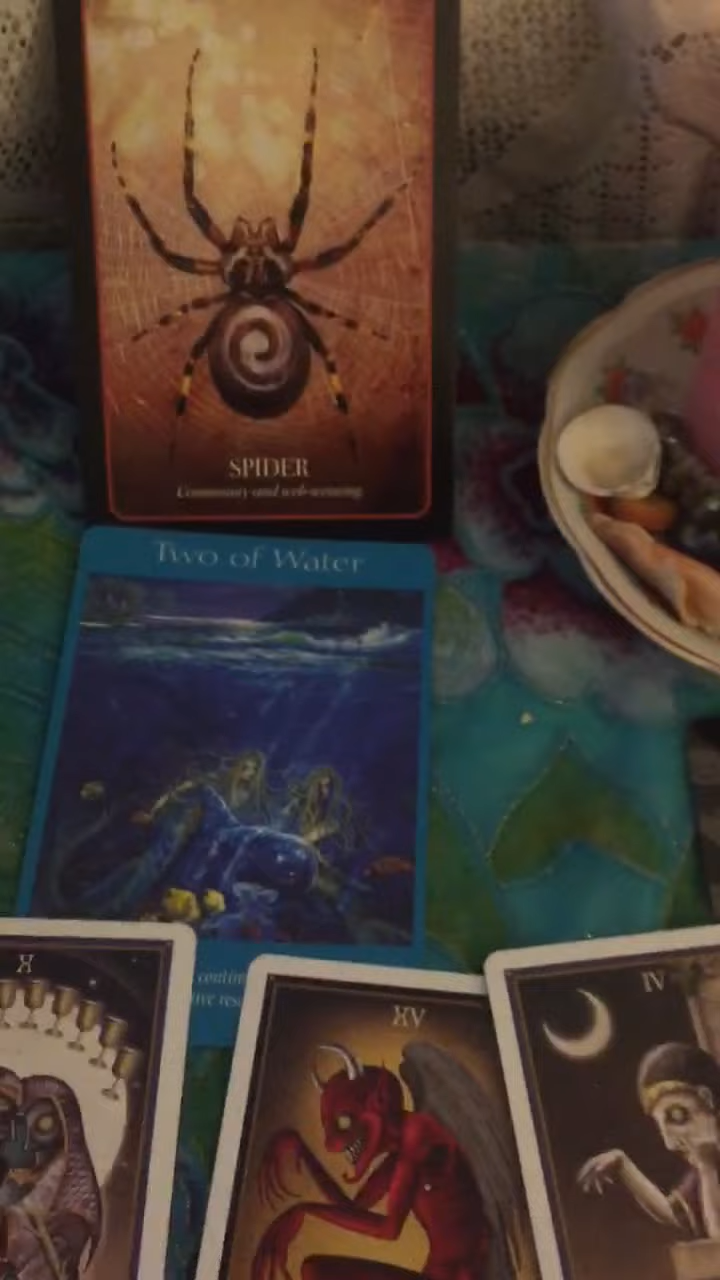 SPIDER
Community and web-weaving
Two of Water
X
XV
IV